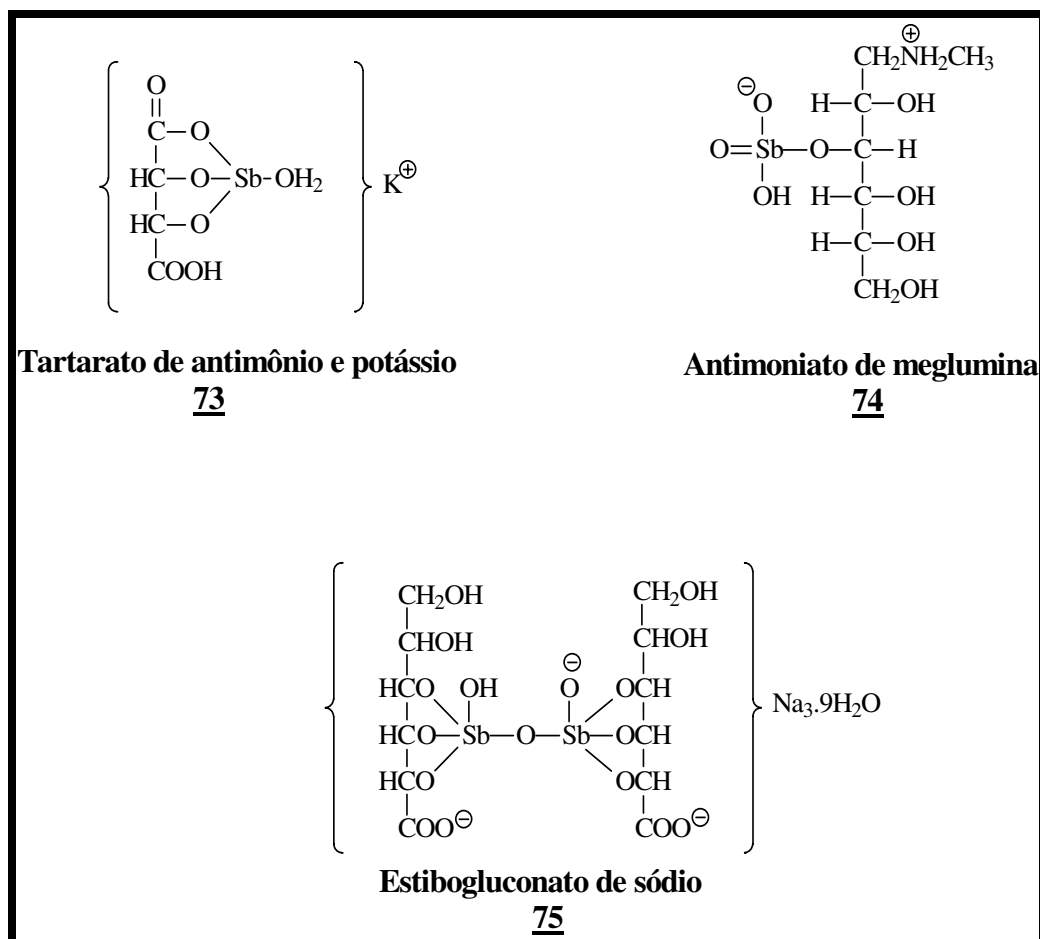 O
C–O
HC–O–Sb-OH₂
HC–O
COOH
K⊕
Tartarato de antimônio e potássio
73
CH₂N⊕H₂CH₃
⊖O H–C–OH
O=Sb–O–C–H
OH H–C–OH
H–C–OH
CH₂OH
Antimoniato de meglumina
74
CH₂OH CH₂OH
CHOH CHOH
HCO OH O⊖ OCH
HCO–Sb–O–Sb–OCH
HCO OCH
COO⊖ COO⊖
Na₃.9H₂O
Estibogluconato de sódio
75